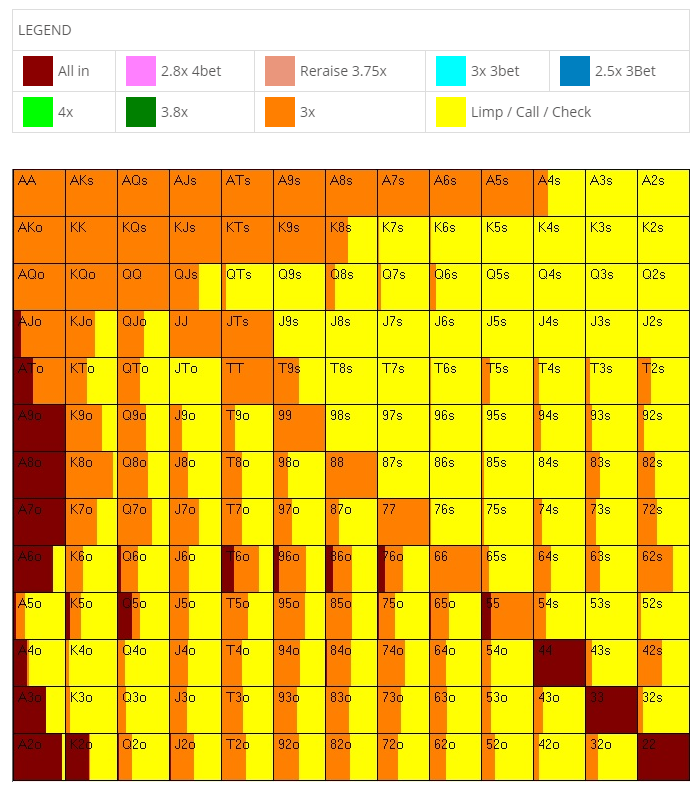 LEGEND
All in 2.8x 4bet Reraise 3.75x 3x 3bet 2.5x 3Bet
4x 3.8x 3x Limp / Call / Check
AA AKs AQs AJs ATs A9s A8s A7s A6s A5s A4s A3s A2s
AKo KK KQs KJs KTs K9s K8s K7s K6s K5s K4s K3s K2s
AQo KQo QQ QJs QTs Q9s Q8s Q7s Q6s Q5s Q4s Q3s Q2s
AJo KJo QJo JJ JTs J9s J8s J7s J6s J5s J4s J3s J2s
ATo KTo QTo JTo TT T9s T8s T7s T6s T5s T4s T3s T2s
A9o K9o Q9o J9o T9o 99 98s 97s 96s 95s 94s 93s 92s
A8o K8o Q8o J8o T8o 98o 88 87s 86s 85s 84s 83s 82s
A7o K7o Q7o J7o T7o 97o 87o 77 76s 75s 74s 73s 72s
A6o K6o Q6o J6o T6o 96o 86o 76o 66 65s 64s 63s 62s
A5o K5o Q5o J5o T5o 95o 85o 75o 65o 55 54s 53s 52s
A4o K4o Q4o J4o T4o 94o 84o 74o 64o 54o 44 43s 42s
A3o K3o Q3o J3o T3o 93o 83o 73o 63o 53o 43o 33 32s
A2o K2o Q2o J2o T2o 92o 82o 72o 62o 52o 42o 32o 22